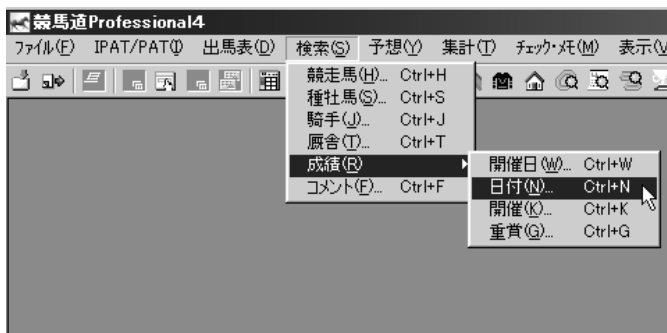 競馬道Professional4
ファイル(F) IPAT/PAT(I) 出馬表(D) 検索(S) 予想(Y) 集計(T) チェック・メモ(M) 表示(V
競走馬(H)... Ctrl+H
種牡馬(S)... Ctrl+S
騎手(J)... Ctrl+J
厩舎(T)... Ctrl+T
成績(R)
コメント(F)... Ctrl+F
開催日(W)... Ctrl+W
日付(N)... Ctrl+N
開催(K)... Ctrl+K
重賞(G)... Ctrl+G